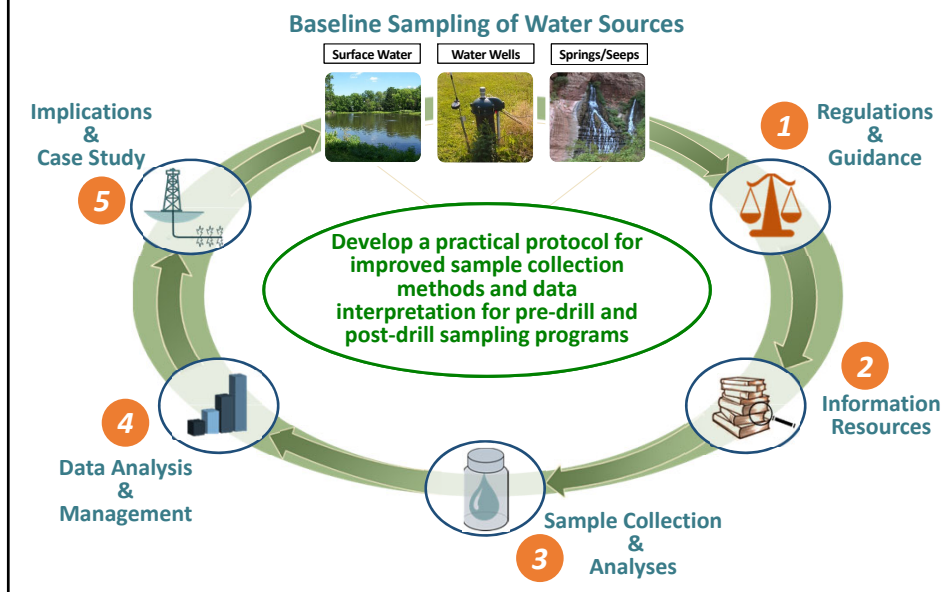 Baseline Sampling of Water Sources
Surface Water
Water Wells
Springs/Seeps
1
Regulations
&
Guidance
2
Information
Resources
3
Sample Collection
&
Analyses
4
Data Analysis
&
Management
Implications
&
Case Study
5
Develop a practical protocol for
improved sample collection
methods and data
interpretation for pre-drill and
post-drill sampling programs